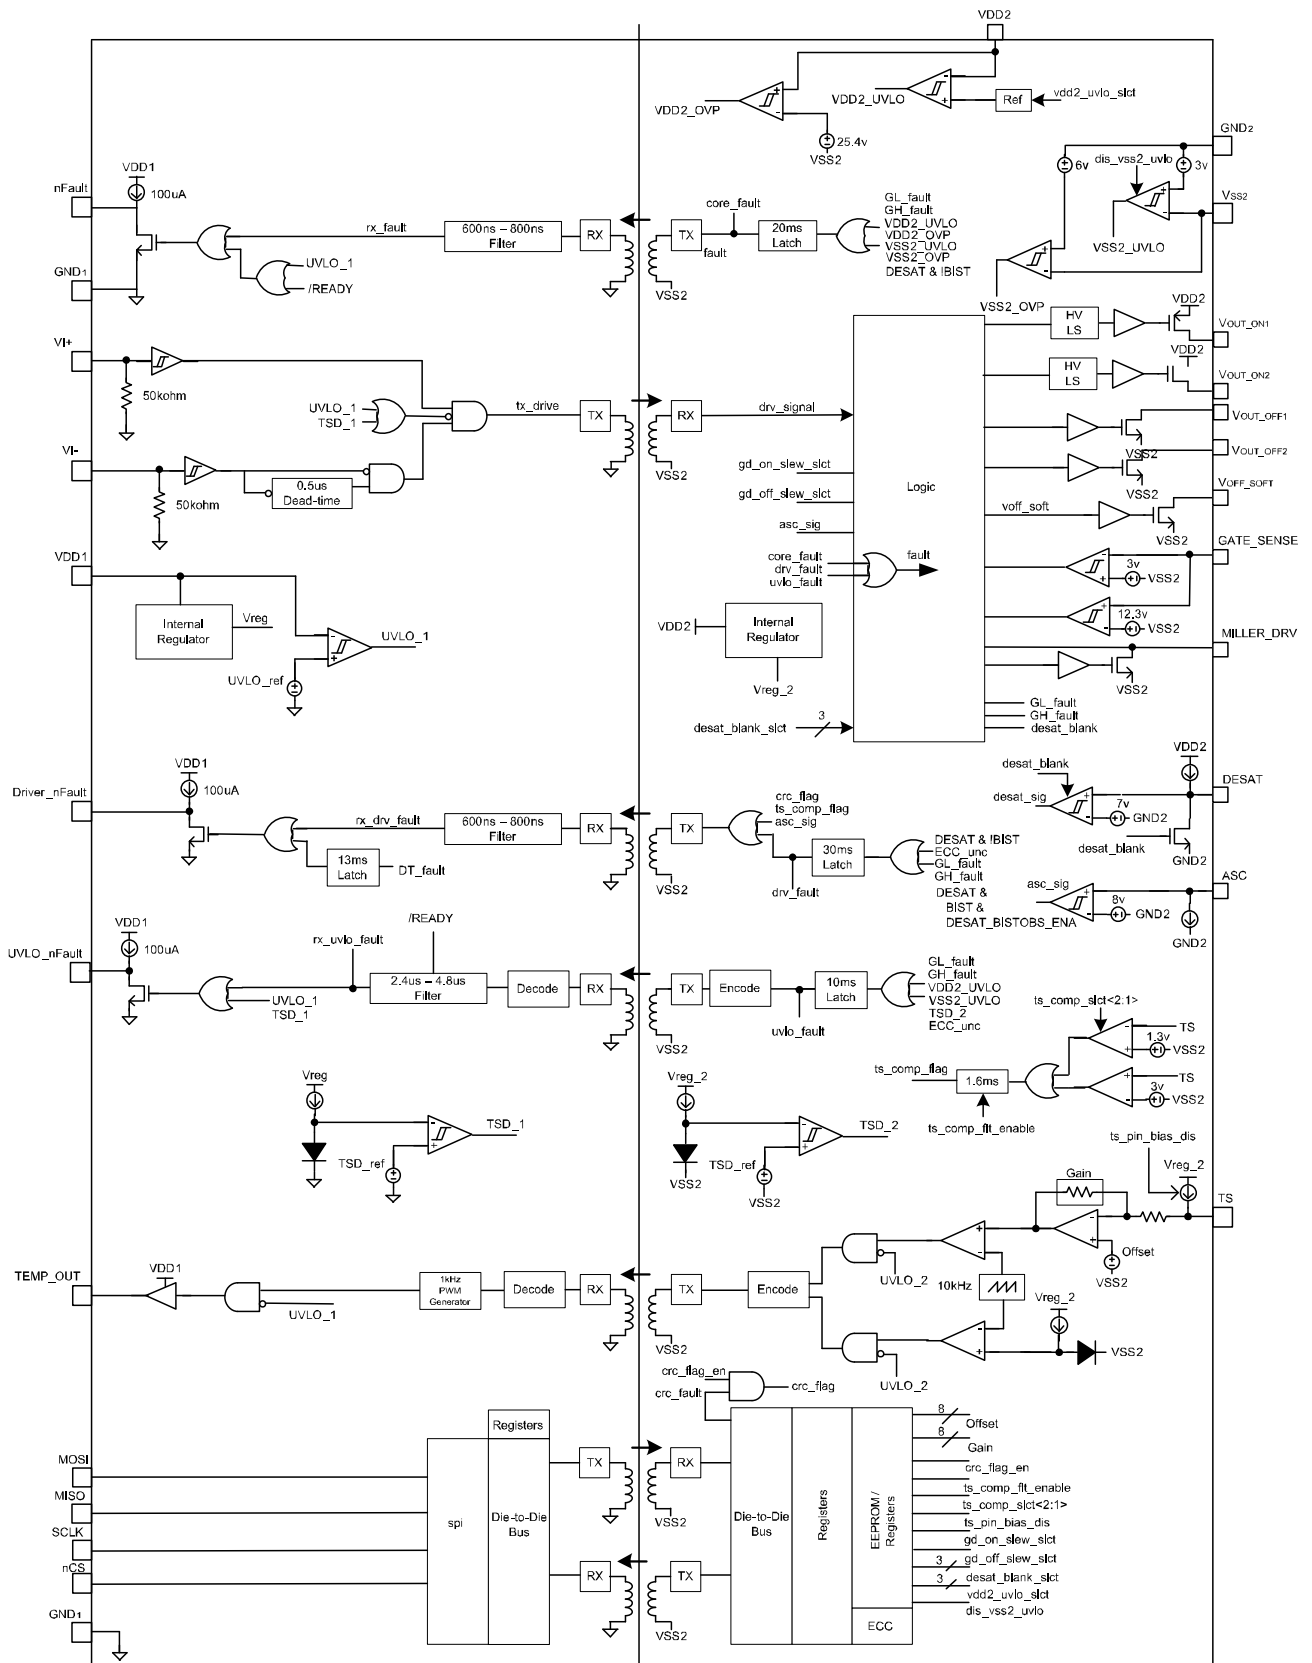 VDD2
VDD2_OVP
VDD2_UVLO
Ref
vdd2_uvlo_slct
25.4v
VSS2
GND2
6v
dis_vss2_uvlo
3v
VSS2
VSS2_UVLO
VSS2_OVP
nFault
VDD1
100uA
GND1
rx_fault
UVLO_1
/READY
600ns – 800ns
Filter
RX
TX
core_fault
fault
20ms
Latch
VSS2
GL_fault
GH_fault
VDD2_UVLO
VDD2_OVP
VSS2_UVLO
VSS2_OVP
DESAT & !BIST
VI+
50kohm
UVLO_1
TSD_1
tx_drive
TX
RX
VSS2
drv_signal
VI-
50kohm
0.5us
Dead-time
gd_on_slew_slct
gd_off_slew_slct
asc_sig
core_fault
drv_fault
uvlo_fault
fault
Logic
HV
LS
VDD2
VOUT_ON1
HV
LS
VDD2
VOUT_ON2
VOUT_OFF1
VSS2
VOUT_OFF2
VSS2
voff_soft
VOFF_SOFT
VSS2
GATE_SENSE
3v
VSS2
12.3v
VSS2
MILLER_DRV
VSS2
VDD1
Internal
Regulator
Vreg
UVLO_ref
UVLO_1
VDD2
Internal
Regulator
Vreg_2
desat_blank_slct
3
GL_fault
GH_fault
desat_blank
Driver_nFault
VDD1
100uA
rx_drv_fault
13ms
Latch
DT_fault
600ns – 800ns
Filter
RX
TX
VSS2
crc_flag
ts_comp_flag
asc_sig
drv_fault
30ms
Latch
DESAT & !BIST
ECC_unc
GL_fault
GH_fault
DESAT &
BIST &
DESAT_BISTOBS_ENA
desat_blank
desat_sig
7v
GND2
VDD2
DESAT
desat_blank
GND2
asc_sig
8v
GND2
ASC
GND2
UVLO_nFault
VDD1
100uA
UVLO_1
TSD_1
rx_uvlo_fault
/READY
2.4us – 4.8us
Filter
Decode
RX
TX
VSS2
Encode
uvlo_fault
10ms
Latch
GL_fault
GH_fault
VDD2_UVLO
VSS2_UVLO
TSD_2
ECC_unc
ts_comp_slct<2:1>
TS
1.3v
VSS2
TS
3v
VSS2
ts_comp_flag
1.6ms
ts_comp_flt_enable
Vreg
TSD_ref
TSD_1
Vreg_2
VSS2
TSD_ref
VSS2
TSD_2
ts_pin_bias_dis
Vreg_2
TS
Gain
Offset
VSS2
TEMP_OUT
VDD1
UVLO_1
1kHz
PWM
Generator
Decode
RX
TX
VSS2
Encode
UVLO_2
UVLO_2
10kHz
Vreg_2
VSS2
crc_flag_en
crc_fault
crc_flag
MOSI
MISO
SCLK
nCS
GND1
spi
Registers
Die-to-Die
Bus
TX
RX
VSS2
RX
TX
VSS2
Die-to-Die
Bus
Registers
EEPROM /
Registers
ECC
8
Offset
8
Gain
crc_flag_en
ts_comp_flt_enable
ts_comp_slct<2:1>
ts_pin_bias_dis
gd_on_slew_slct
3
gd_off_slew_slct
3
desat_blank_slct
vdd2_uvlo_slct
dis_vss2_uvlo